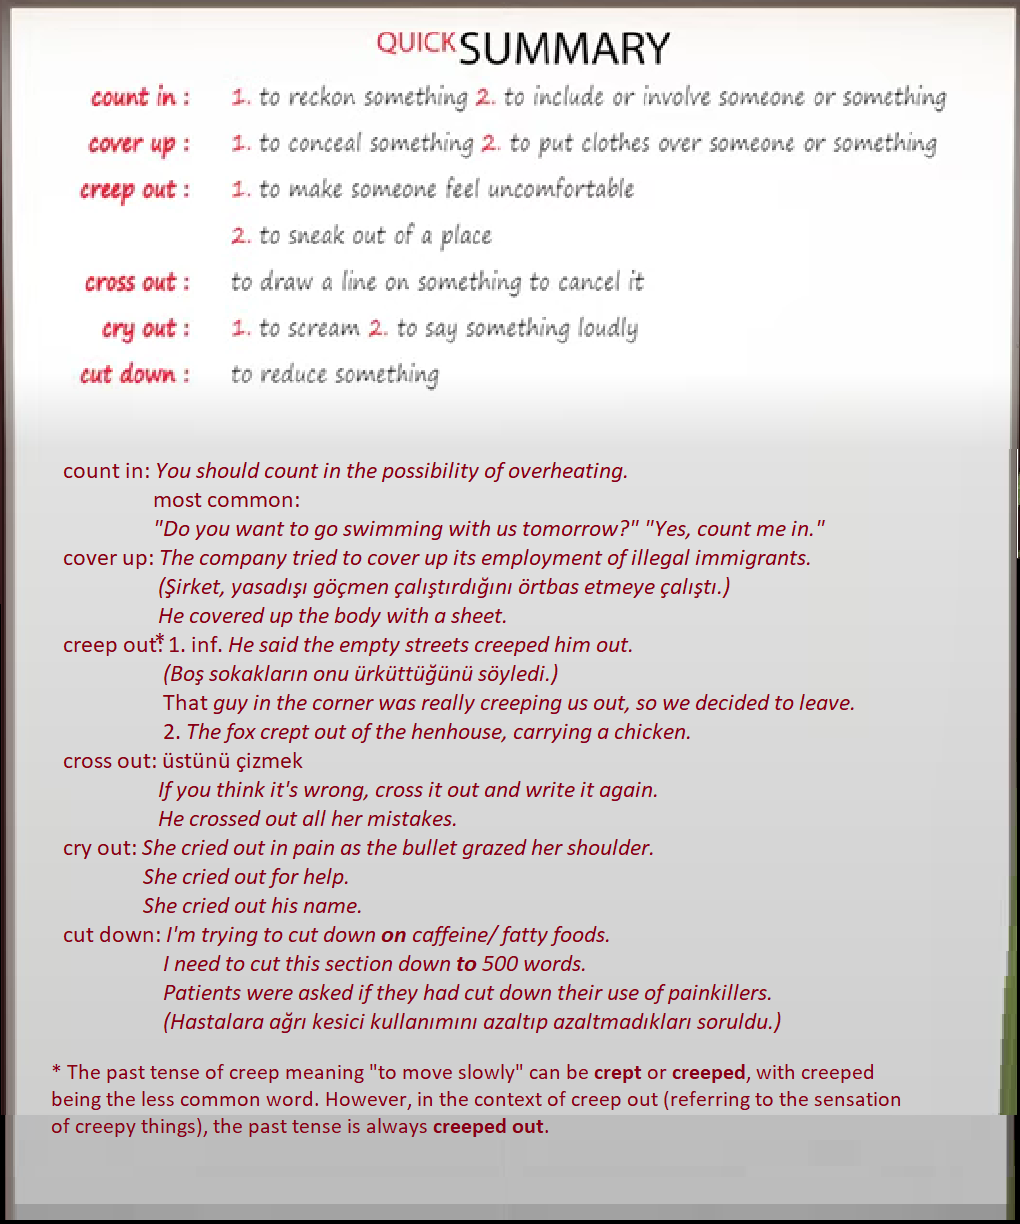 QUICK SUMMARY
count in : 1. to reckon something 2. to include or involve someone or something
cover up : 1. to conceal something 2. to put clothes over someone or something
creep out : 1. to make someone feel uncomfortable
2. to sneak out of a place
cross out : to draw a line on something to cancel it
cry out : 1. to scream 2. to say something loudly
cut down : to reduce something
count in: You should count in the possibility of overheating.
most common:
"Do you want to go swimming with us tomorrow?" "Yes, count me in."
cover up: The company tried to cover up its employment of illegal immigrants.
(Şirket, yasadışı göçmen çalıştırdığını örtbas etmeye çalıştı.)
He covered up the body with a sheet.
creep out*: 1. inf. He said the empty streets creeped him out.
(Boş sokakların onu ürküttüğünü söyledi.)
That guy in the corner was really creeping us out, so we decided to leave.
2. The fox crept out of the henhouse, carrying a chicken.
cross out: üstünü çizmek
If you think it's wrong, cross it out and write it again.
He crossed out all her mistakes.
cry out: She cried out in pain as the bullet grazed her shoulder.
She cried out for help.
She cried out his name.
cut down: I'm trying to cut down on caffeine/ fatty foods.
I need to cut this section down to 500 words.
Patients were asked if they had cut down their use of painkillers.
(Hastalara ağrı kesici kullanımını azaltıp azaltmadıkları soruldu.)
* The past tense of creep meaning "to move slowly" can be crept or creeped, with creeped
being the less common word. However, in the context of creep out (referring to the sensation
of creepy things), the past tense is always creeped out.